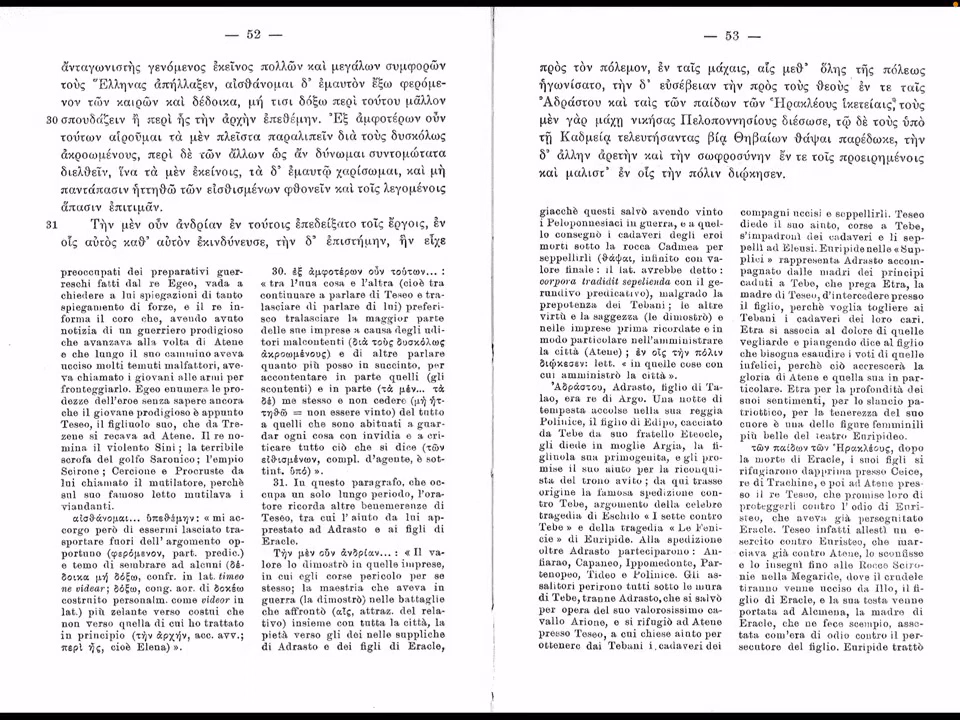 — 52 —
ἀνταγωνιστὴς γενόμενος ἐκεῖνος πολλῶν καὶ μεγάλων συμφορῶν
τοὺς Ἕλληνας ἀπήλλαξεν, αἰσθάνομαι δ' ἐμαυτὸν ἔξω φερόμε-
νον τῶν καιρῶν καὶ δέδοικα, μή τισι δόξω περὶ τούτου μᾶλλον
30 σπουδάζειν ἢ περὶ ἧς τὴν ἀρχὴν ἐπεθέμην. Ἐξ ἀμφοτέρων οὖν
τούτων αἱροῦμαι τὰ μὲν πλεῖστα παραλιπεῖν διὰ τοὺς δυσκόλως
ἀκροωμένους, περὶ δὲ τῶν ἄλλων ὡς ἂν δύνωμαι συντομώτατα
διελθεῖν, ἵνα τὰ μὲν ἐκείνοις, τὰ δ' ἐμαυτῷ χαρίσωμαι, καὶ μὴ
παντάπασιν ἡττηθῶ τῶν εἰθισμένων φθονεῖν καὶ τοῖς λεγομένοις
ἅπασιν ἐπιτιμᾶν.
31 Τὴν μὲν οὖν ἀνδρίαν ἐν τούτοις ἐπεδείξατο τοῖς ἔργοις, ἐν
οἷς αὐτὸς καθ' αὑτὸν ἐκινδύνευσε, τὴν δ' ἐπιστήμην, ἣν εἶχε
preoccupati dei preparativi guer-
reschi fatti dal re Egeo, vada a
chiedere a lui spiegazioni di tanto
spiegamento di forze, e il re in-
forma il coro che, avendo avuto
notizia di un guerriero prodigioso
che avanzava alla volta di Atene
e che lungo il suo cammino aveva
ucciso molti temuti malfattori, ave-
va chiamato i giovani alle armi per
fronteggiarlo. Egeo enumera le pro-
dezze dell'eroe senza sapere ancora
che il giovane prodigioso è appunto
Teseo, il figliuolo suo, che da Tre-
zene si recava ad Atene. Il re no-
mina il violento Sini; la terribile
scrofa del golfo Saronico; l'empio
Scirone; Cercione e Procruste da
lui chiamato il mutilatore, perchè
sul suo famoso letto mutilava i
viandanti.
αἰσθάνομαι... ὑπεθέμην: « mi ac-
corgo però di essermi lasciato tra-
sportare fuori dell'argomento op-
portuno (φερόμενον, part. predic.)
e temo di sembrare ad alcuni (δέ-
δοικα μή δόξω, confr. in lat. timeo
ne videar; δόξω, cong. aor. di δοκέω
costruito personalm. come videor in
lat.) più zelante verso costui che
non verso quella di cui ho trattato
in principio (τὴν ἀρχήν, acc. avv.;
περὶ ἧς, cioè Elena) ».
30. ἐξ ἀμφοτέρων οὖν τούτων... :
« tra l'una cosa e l'altra (cioè tra
continuare a parlare di Teseo e tra-
lasciare di parlare di lui) preferi-
sco tralasciare la maggior parte
delle sue imprese a causa degli udi-
tori malcontenti (διὰ τοὺς δυσκόλως
ἀκροωμένους) e di altre parlare
quanto più posso in succinto, per
accontentare in parte quelli (gli
scontenti) e in parte (τὰ μὲν... τὰ
δὲ) me stesso e non cedere (μὴ ἡτ-
τηθῶ = non essere vinto) del tutto
a quelli che sono abituati a guar-
dar ogni cosa con invidia e a cri-
ticare tutto ciò che si dice (τῶν
εἰθισμένων, compl. d'agente, è sot-
tint. ὑπό) ».
31. In questo paragrafo, che oc-
cupa un solo lungo periodo, l'ora-
tore ricorda altre benemerenze di
Teseo, tra cui l'aiuto da lui ap-
prestato ad Adrasto e ai figli di
Eracle.
Τὴν μὲν οὖν ἀνδρίαν... : « Il va-
lore lo dimostrò in quelle imprese,
in cui egli corse pericolo per se
stesso; la maestria che aveva in
guerra (la dimostrò) nelle battaglie
che affrontò (αἷς, attraz. del rela-
tivo) insieme con tutta la città, la
pietà verso gli dei nelle suppliche
di Adrasto e dei figli di Eracle,
— 53 —
πρὸς τὸν πόλεμον, ἐν ταῖς μάχαις, αἷς μεθ' ὅλης τῆς πόλεως
ἠγωνίσατο, τὴν δ' εὐσέβειαν τὴν πρὸς τοὺς θεοὺς ἔν τε ταῖς
Ἀδράστου καὶ ταῖς τῶν παίδων τῶν Ἡρακλέους ἱκετείαις, τοὺς
μὲν γὰρ μάχῃ νικήσας Πελοποννησίους διέσωσε, τῷ δὲ τοὺς ὑπὸ
τῇ Καδμείᾳ τελευτήσαντας βίᾳ Θηβαίων θάψαι παρέδωκε, τὴν
δ' ἄλλην ἀρετὴν καὶ τὴν σωφροσύνην ἔν τε τοῖς προειρημένοις
καὶ μάλιστ' ἐν οἷς τὴν πόλιν διῴκησεν.
giacchè questi salvò avendo vinto
i Peloponnesiaci in guerra, e a quel-
lo consegnò i cadaveri degli eroi
morti sotto la rocca Cadmea per
seppellirli (θάψαι, infinito con va-
lore finale: il lat. avrebbe detto:
corpora tradidit sepelienda con il ge-
rundivo predicativo), malgrado la
prepotenza dei Tebani; le altre
virtù e la saggezza (le dimostrò) e
nelle imprese prima ricordate e in
modo particolare nell'amministrare
la città (Atene); ἐν οἷς τὴν πόλιν
διῴκησεν: lett. « in quelle cose con
cui amministrò la città ».
Ἀδράστου, Adrasto, figlio di Ta-
lao, era re di Argo. Una notte di
tempesta accolse nella sua reggia
Polinice, il figlio di Edipo, cacciato
da Tebe da suo fratello Eteocle,
gli diede in moglie Argia, la fi-
gliuola sua primogenita, e gli pro-
mise il suo aiuto per la riconqui-
sta del trono avito; da qui trasse
origine la famosa spedizione con-
tro Tebe, argomento della celebre
tragedia di Eschilo « I sette contro
Tebe » e della tragedia « Le Feni-
cie » di Euripide. Alla spedizione
oltre Adrasto parteciparono: An-
fiarao, Capaneo, Ippomedonte, Par-
tenopeo, Tideo e Polinice. Gli as-
salitori perirono tutti sotto le mura
di Tebe, tranne Adrasto, che si salvò
per opera del suo valorosissimo ca-
vallo Arione, e si rifugiò ad Atene
presso Teseo, a cui chiese aiuto per
ottenere dai Tebani i cadaveri dei
compagni uccisi e seppellirli. Teseo
diede il suo aiuto, corse a Tebe,
s'impadronì dei cadaveri e li sep-
pellì ad Eleusi. Euripide nelle « Sup-
plici » rappresenta Adrasto accom-
pagnato dalle madri dei principi
caduti a Tebe, che prega Etra, la
madre di Teseo, d'intercedere presso
il figlio, perchè voglia togliere ai
Tebani i cadaveri dei loro cari.
Etra si associa al dolore di quelle
vegliarde e piangendo dice al figlio
che bisogna esaudire i voti di quelle
infelici, perchè ciò accrescerà la
gloria di Atene e quella sua in par-
ticolare. Etra per la profondità dei
suoi sentimenti, per lo slancio pa-
triottico, per la tenerezza del suo
cuore è una delle figure femminili
più belle del teatro Euripideo.
τῶν παίδων τῶν Ἡρακλέους, dopo
la morte di Eracle, i suoi figli si
rifugiarono dapprima presso Ceice,
re di Trachine, e poi ad Atene pres-
so il re Teseo, che promise loro di
proteggerli contro l'odio di Euri-
steo, che aveva già persegnitato
Eracle. Teseo infatti allestì un e-
sercito contro Euristeo, che mar-
ciava già contro Atene, lo sconfisse
e lo inseguì fino alle Rocce Sciro-
nie nella Megaride, dove il crudele
tiranno venne ucciso da Illo, il fi-
glio di Eracle, e la sua testa venne
portata ad Alcmena, la madre di
Eracle, che ne fece scempio, assec-
tata com'era di odio contro il per-
secutore del figlio. Euripide trattò